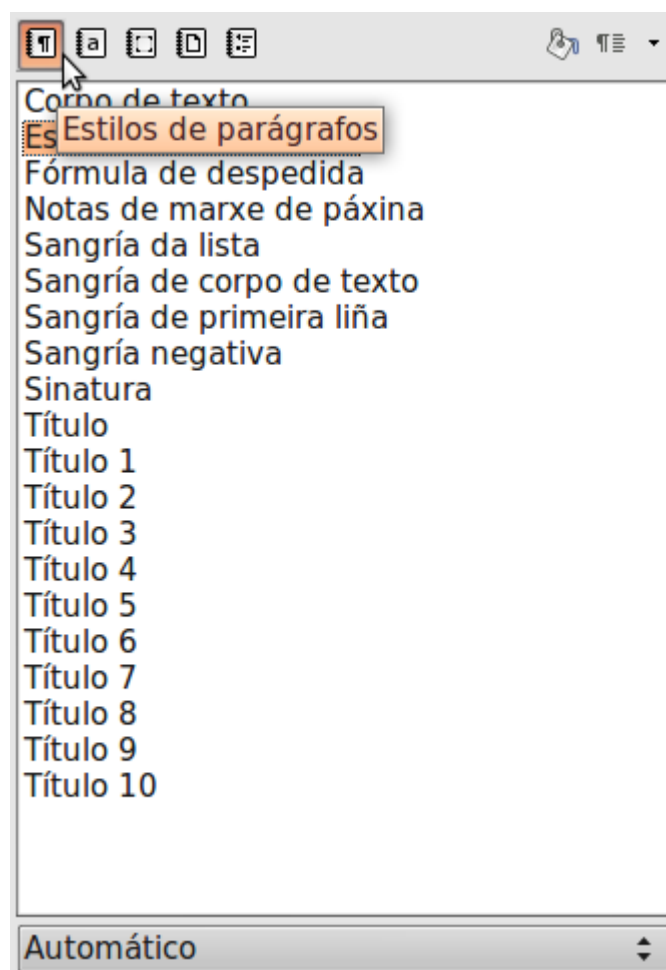 Corpo de texto
Estilos de parágrafos
Es
Fórmula de despedida
Notas de marxe de páxina
Sangría da lista
Sangría de corpo de texto
Sangría de primeira liña
Sangría negativa
Sinatura
Título
Título 1
Título 2
Título 3
Título 4
Título 5
Título 6
Título 7
Título 8
Título 9
Título 10
Automático